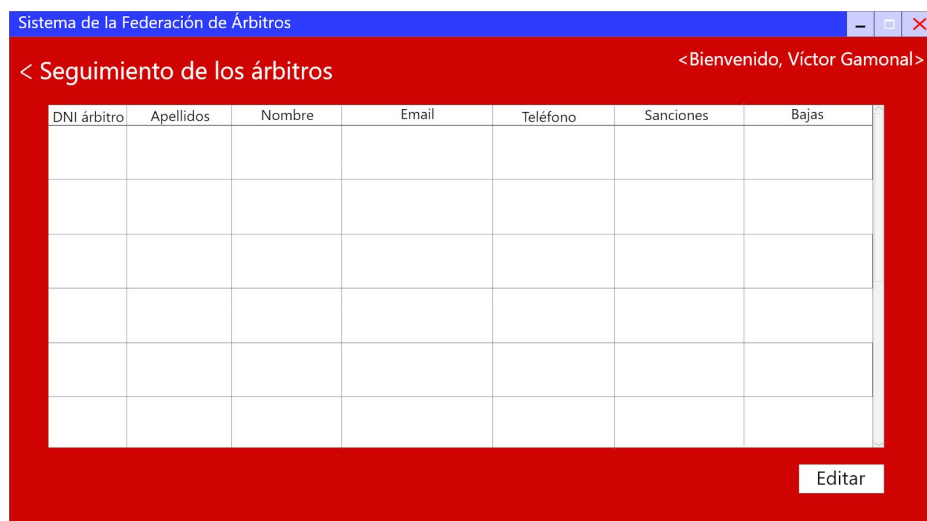 Sistema de la Federación de Árbitros
<Bienvenido, Víctor Gamonal>
< Seguimiento de los árbitros
DNI árbitro Apellidos Nombre Email Teléfono Sanciones Bajas
Editar